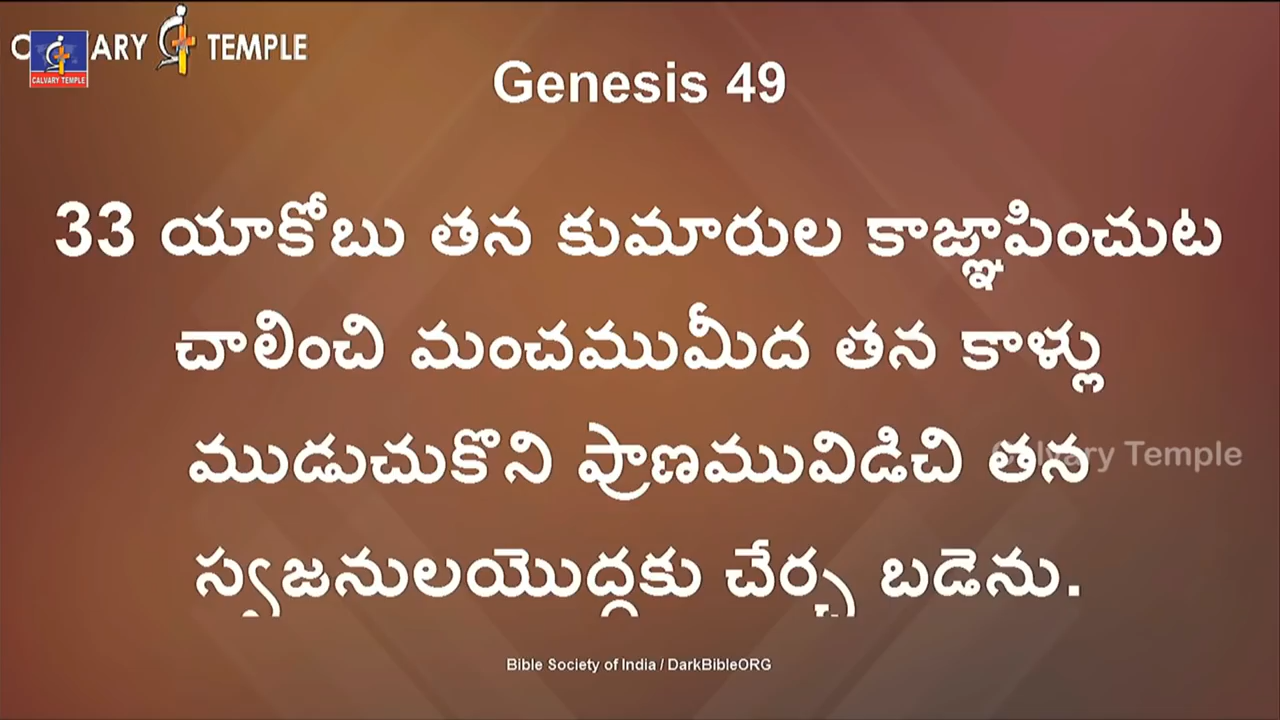 CALVARY TEMPLE
TEMPLE
Genesis 49
33 యాకోబు తన కుమారుల కాజ్ఞాపించుట
చాలించి మంచముమీద తన కాళ్లు
ముడుచుకొని ప్రాణమువిడిచి తన
స్వజనులయొద్దకు చేర్చ బడెను.
Calvary Temple
Bible Society of India / DarkBibleORG